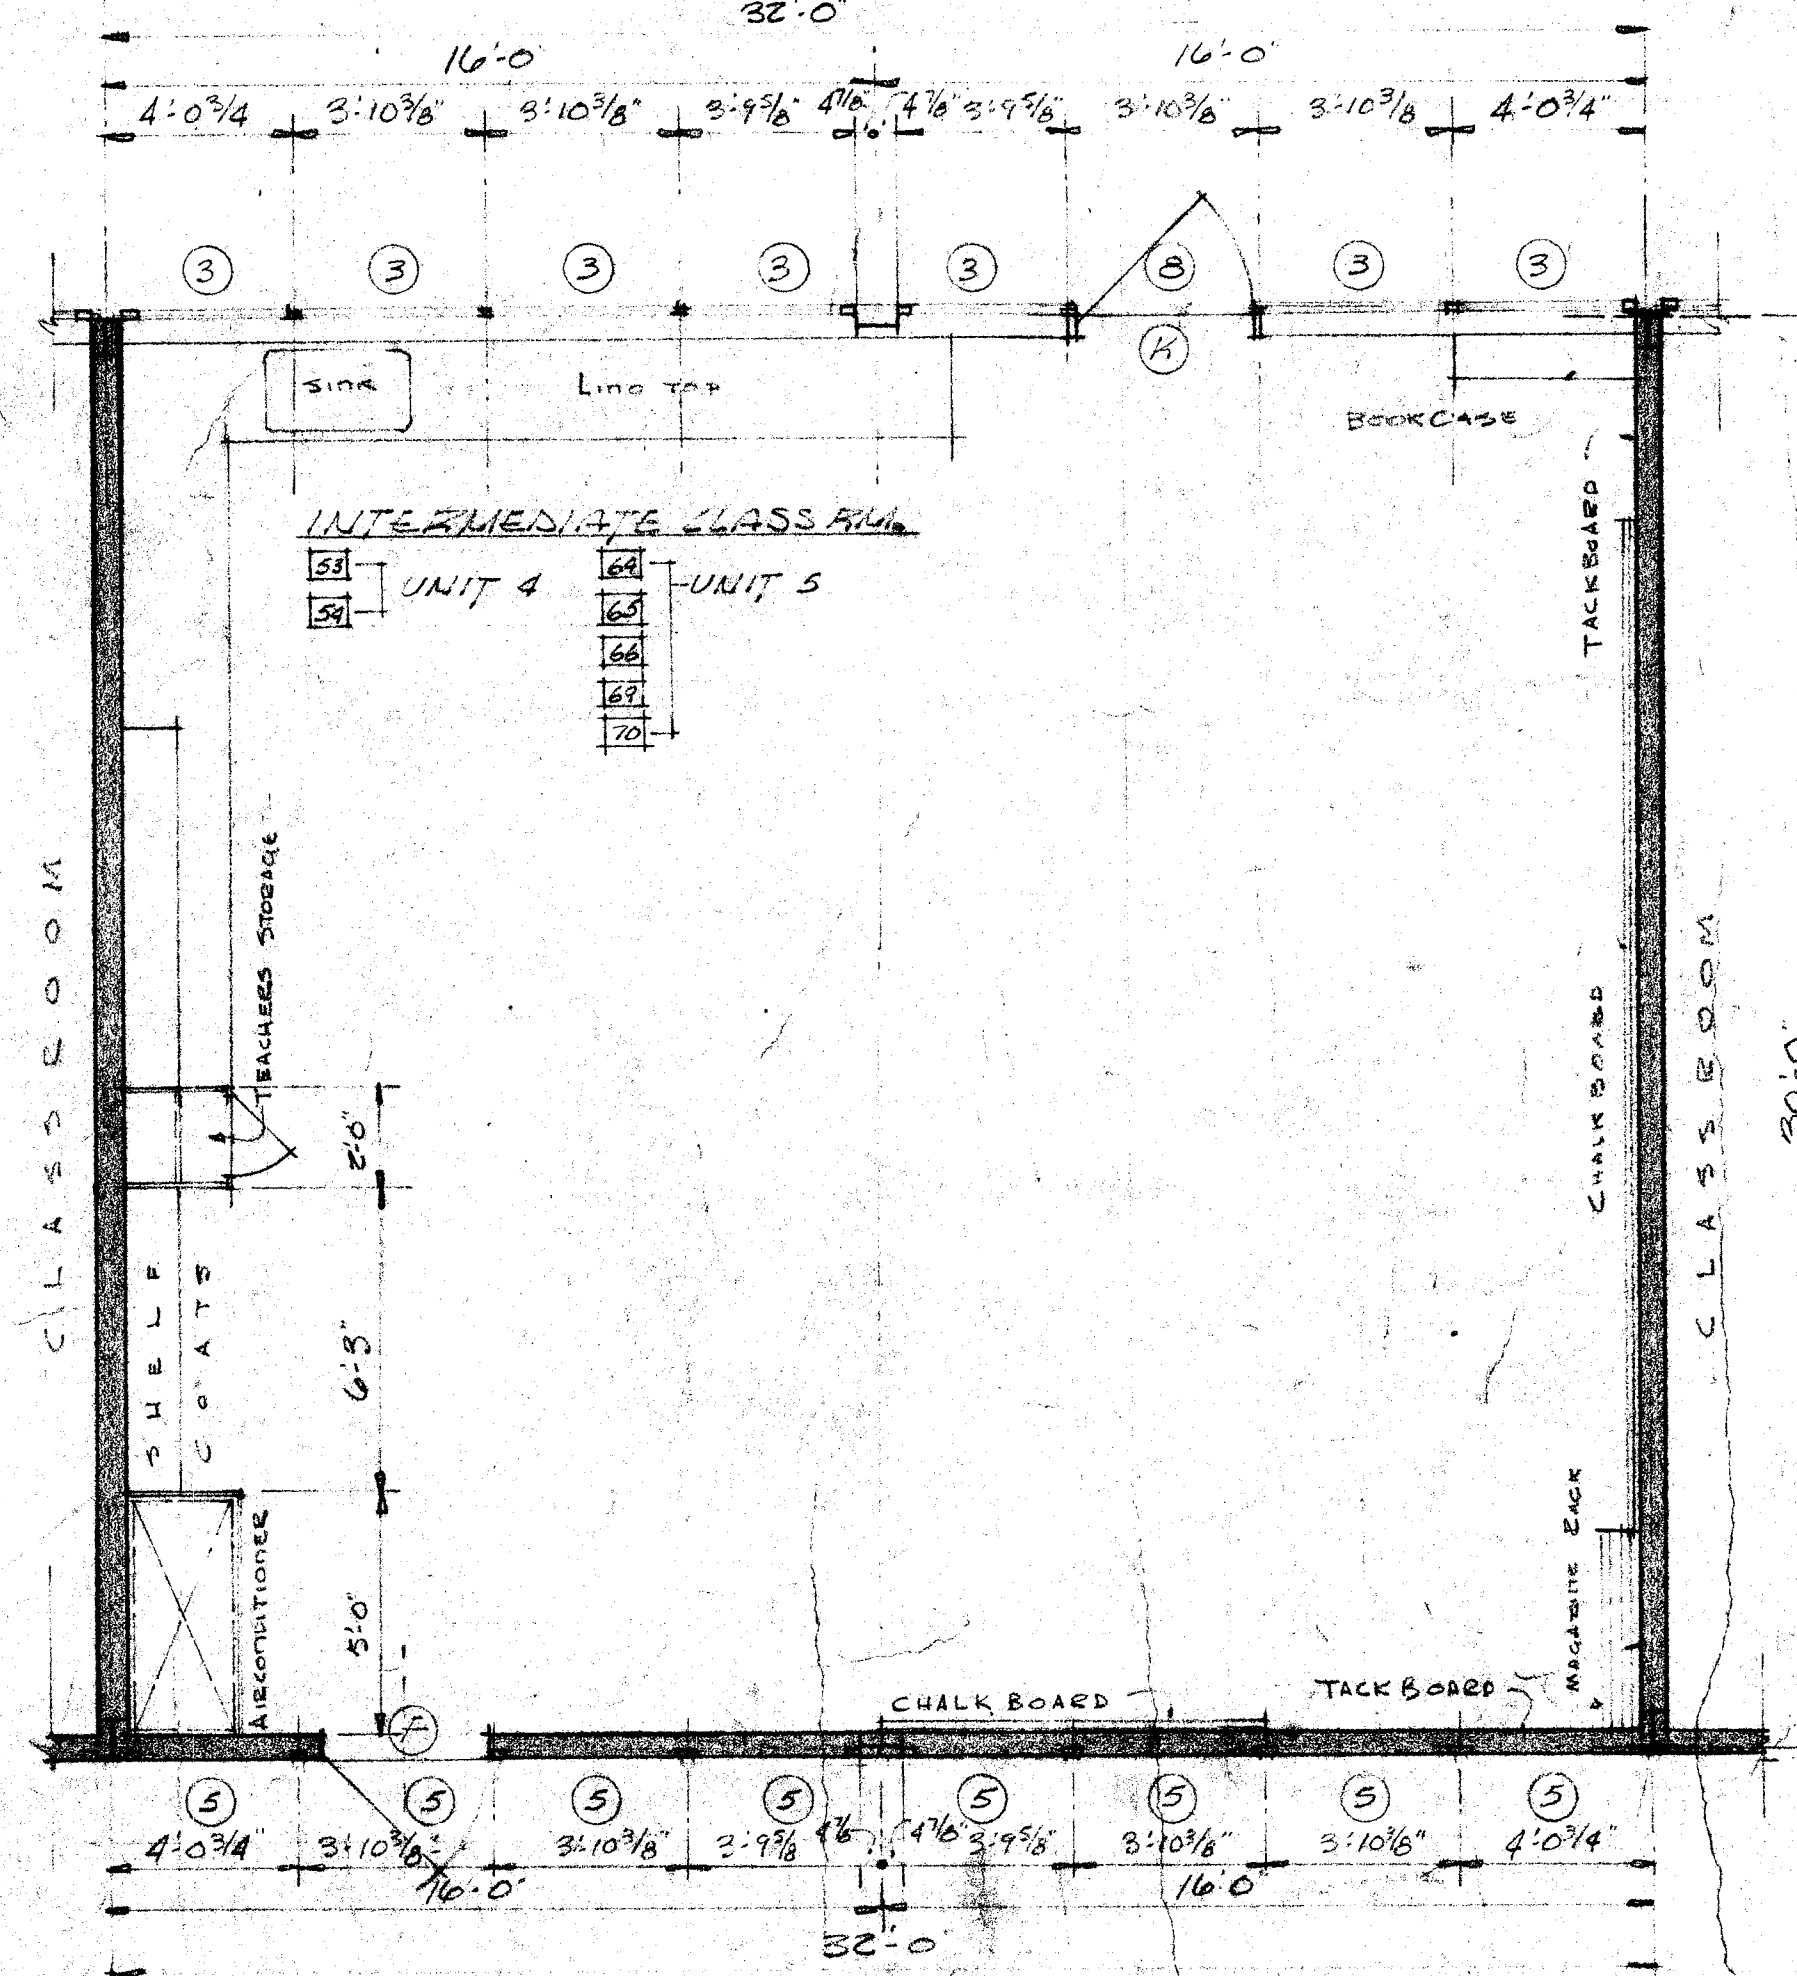 32'-0"
16'-0" 16'-0"
4'-0 3/4 3'-10 3/8" 3'-10 3/8" 3'-9 5/8" 4 7/8" 4 7/8" 3'-9 5/8" 3'-10 3/8" 3'-10 3/8 4'-0 3/4"
3 3 3 3 3 8 3 3
K
SINK
LINO TOP
BOOKCASE
TACKBOARD
INTERMEDIATE CLASS RM.
53 UNIT 4 64 UNIT 5
54 65
66
69
70
TEACHERS STORAGE
CLASSROOM
CHALK BOARD
CLASSROOM
30'-0"
2'-0"
SHELF
COATS
6'-3"
AIRCONDITIONER
5'-0"
MAGAZINE RACK
F
CHALK BOARD
TACK BOARD
5 5 5 5 5 5 5 5
4'-0 3/4" 3'-10 3/8" 3'-10 3/8" 3'-9 5/8 4 7/8 4 7/8" 3'-9 5/8" 3'-10 3/8" 3'-10 3/8" 4'-0 3/4"
16'-0" 16'-0"
32'-0"